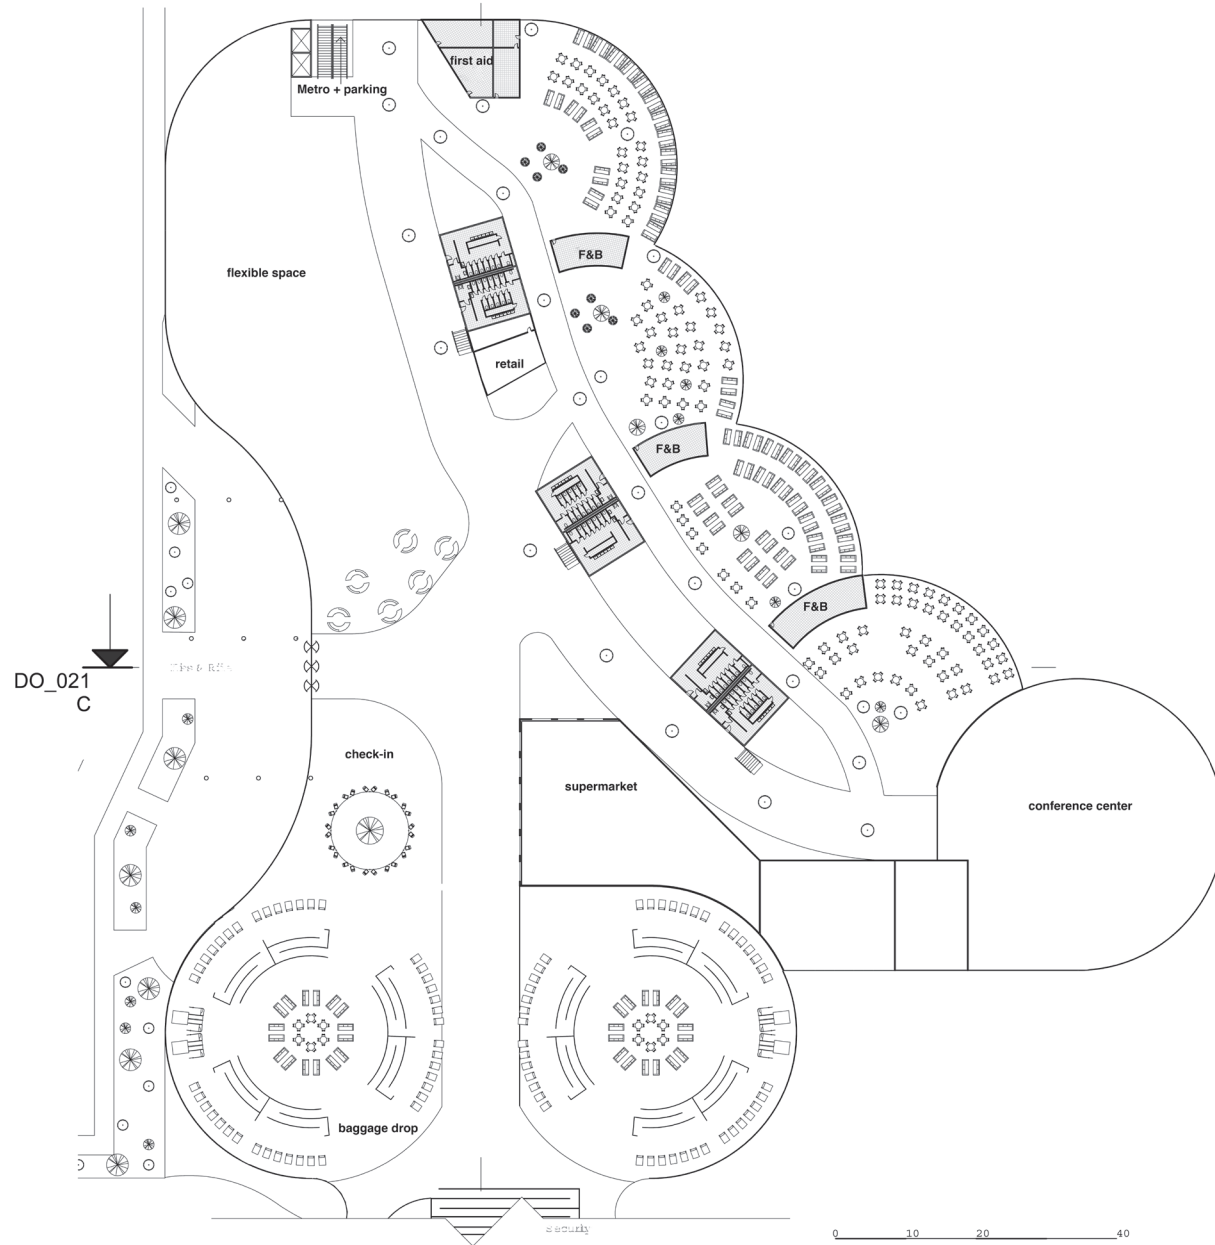 first aid
Metro + parking
F&B
flexible space
retail
F&B
F&B
DO_021
C
check-in
supermarket
conference center
baggage drop
0 10 20 40